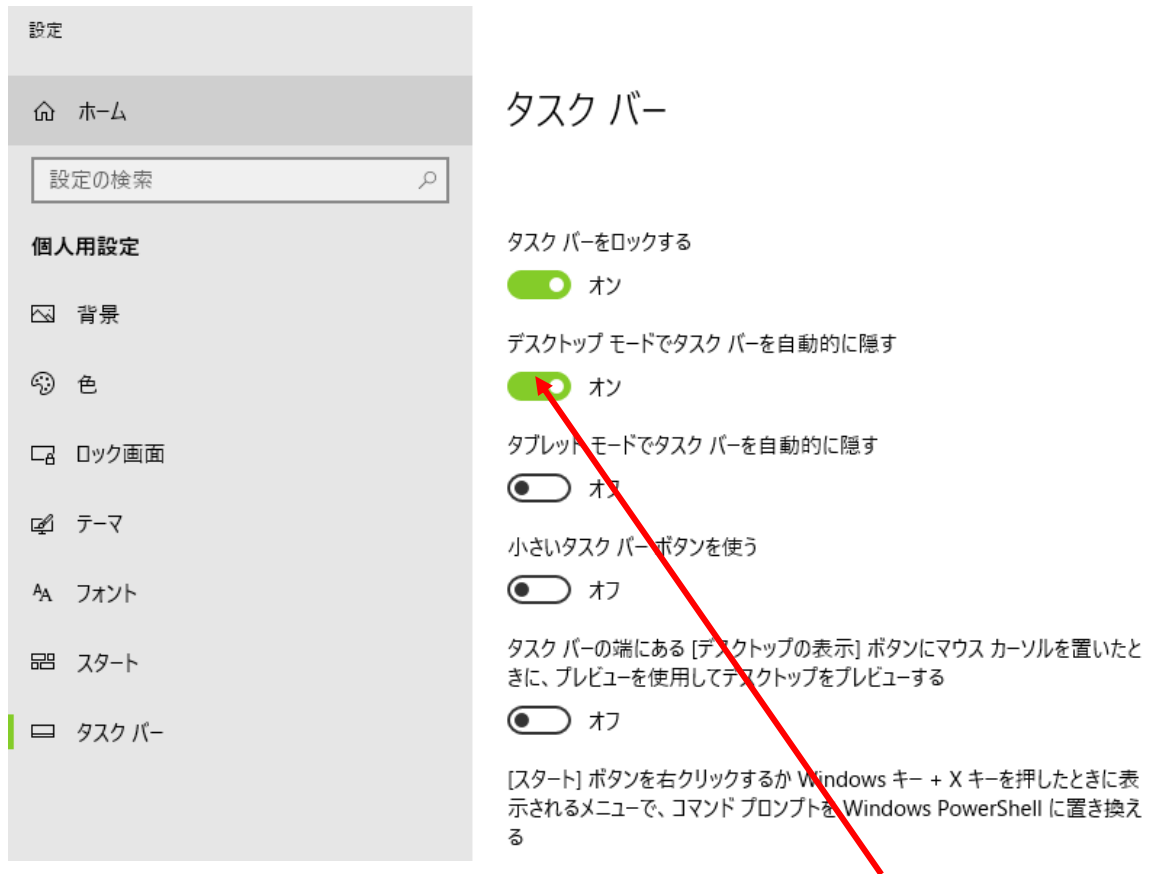 設定
ホーム
設定の検索
個人用設定
背景
色
ロック画面
テーマ
フォント
スタート
タスク バー
タスク バー
タスク バーをロックする
オン
デスクトップ モードでタスク バーを自動的に隠す
オン
タブレット モードでタスク バーを自動的に隠す
オフ
小さいタスク バー ボタンを使う
オフ
タスク バーの端にある [デスクトップの表示] ボタンにマウス カーソルを置いたと
きに、プレビューを使用してデスクトップをプレビューする
オフ
[スタート] ボタンを右クリックするか Windows キー + X キーを押したときに表
示されるメニューで、コマンド プロンプトを Windows PowerShell に置き換え
る